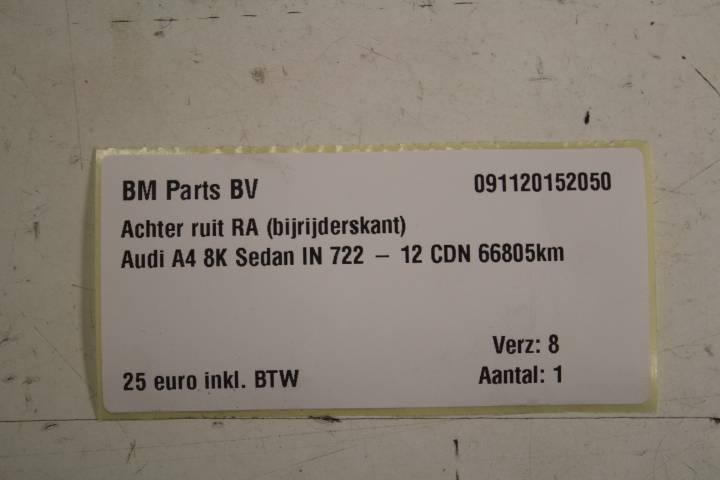 BM Parts BV 091120152050
Achter ruit RA (bijrijderskant)
Audi A4 8K Sedan IN 722 – 12 CDN 66805km
Verz: 8
25 euro inkl. BTW Aantal: 1